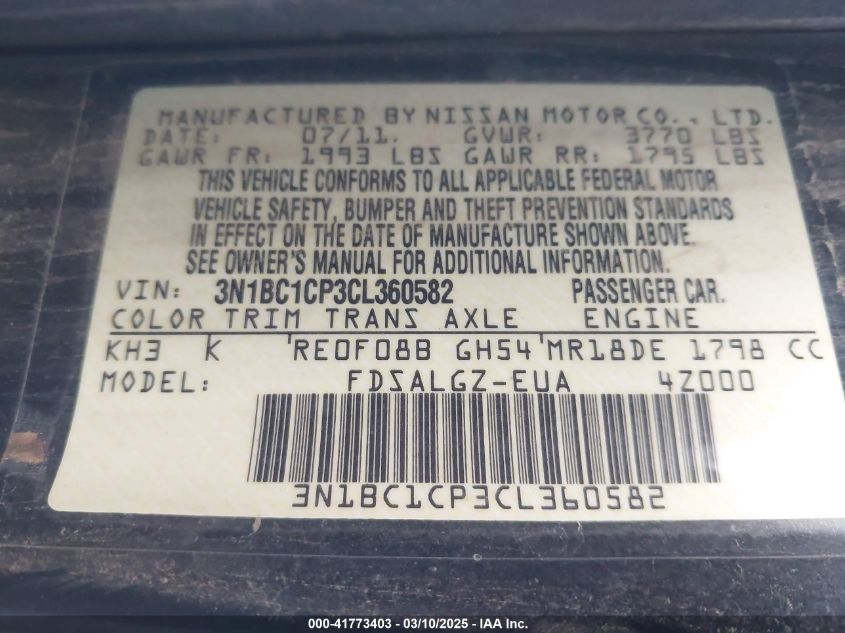 MANUFACTURED BY NISSAN MOTOR CO., LTD.
DATE: 07/11. GVWR: 3770 LBS
GAWR FR: 1993 LBS GAWR RR: 1795 LBS
THIS VEHICLE CONFORMS TO ALL APPLICABLE FEDERAL MOTOR
VEHICLE SAFETY, BUMPER AND THEFT PREVENTION STANDARDS
IN EFFECT ON THE DATE OF MANUFACTURE SHOWN ABOVE.
SEE OWNER'S MANUAL FOR ADDITIONAL INFORMATION.
VIN: 3N1BC1CP3CL360582 PASSENGER CAR.
COLOR TRIM TRANS AXLE ENGINE
KH3 K 'RE0F08B GH54'MR18DE 1798 CC
MODEL: FDSALGZ-EUA 4Z000
3N1BC1CP3CL360582
000-41773403 - 03/10/2025 - IAA Inc.